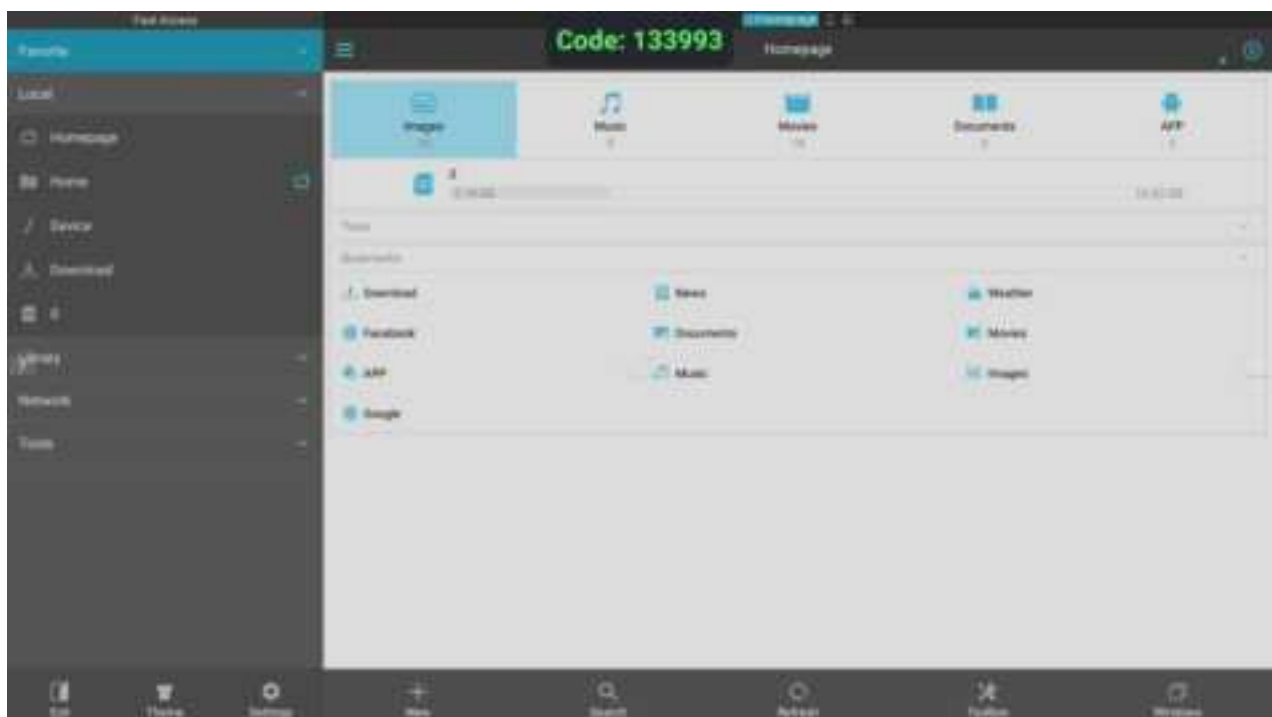 Fast Access
Homepage
Favorite
Code: 133993
Homepage
Local
Images
Music
Movies
Documents
APP
Homepage
Home
Device
Download
Tools
Bookmarks
Download
News
Weather
Facebook
Documents
Movies
APP
Music
Images
Google
Library
Network
Tools
Exit
Theme
Settings
New
Search
Refresh
Toolbox
Windows